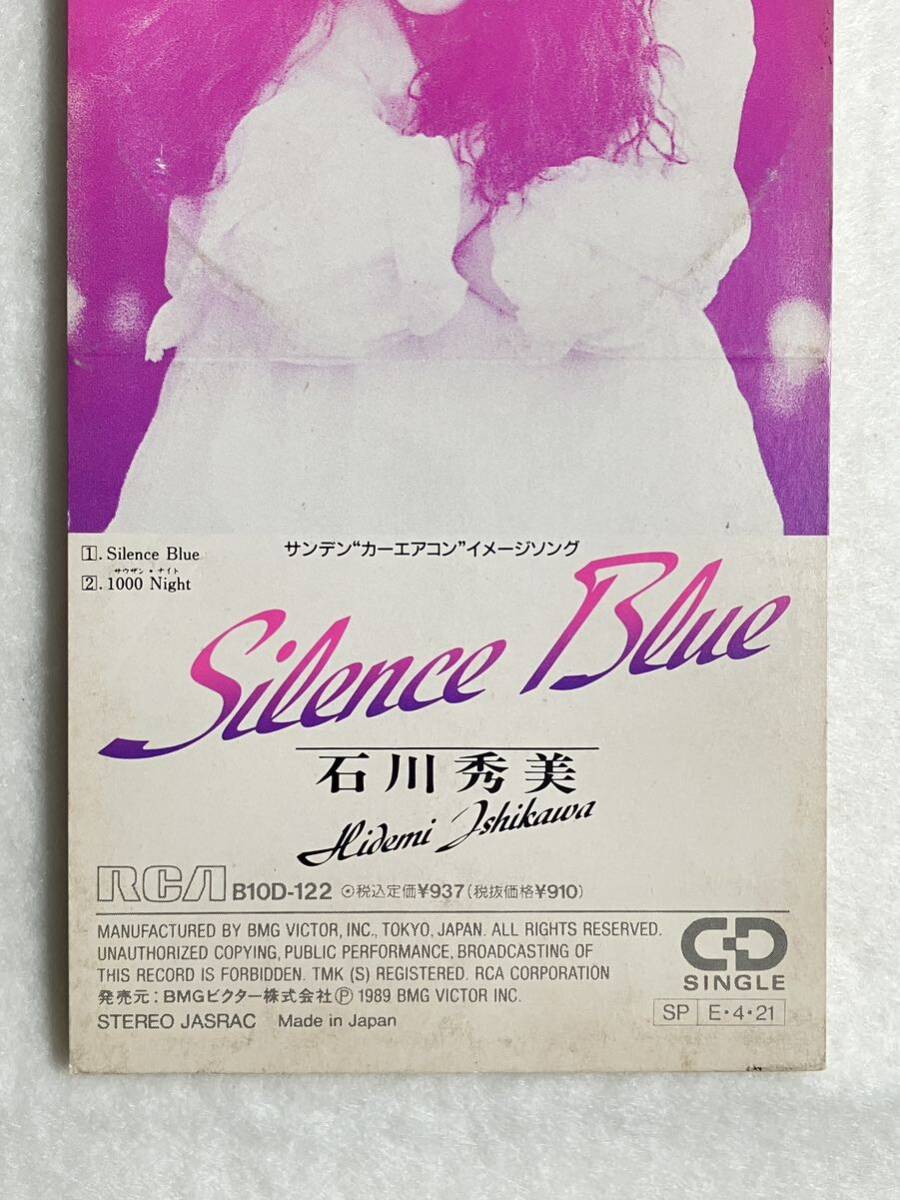 サンデン“カーエアコン”イメージソング
1. Silence Blue
サウザン・ナイト
2. 1000 Night
Silence Blue
石川秀美
Hidemi Ishikawa
RCA B10D-122 ⊙税込定価¥937(税抜価格¥910)
MANUFACTURED BY BMG VICTOR, INC., TOKYO, JAPAN. ALL RIGHTS RESERVED.
UNAUTHORIZED COPYING, PUBLIC PERFORMANCE, BROADCASTING OF
THIS RECORD IS FORBIDDEN. TMK (S) REGISTERED. RCA CORPORATION
発売元:BMGビクター株式会社Ⓟ 1989 BMG VICTOR INC.
STEREO JASRAC Made in Japan
CD
SINGLE
SP E・4・21